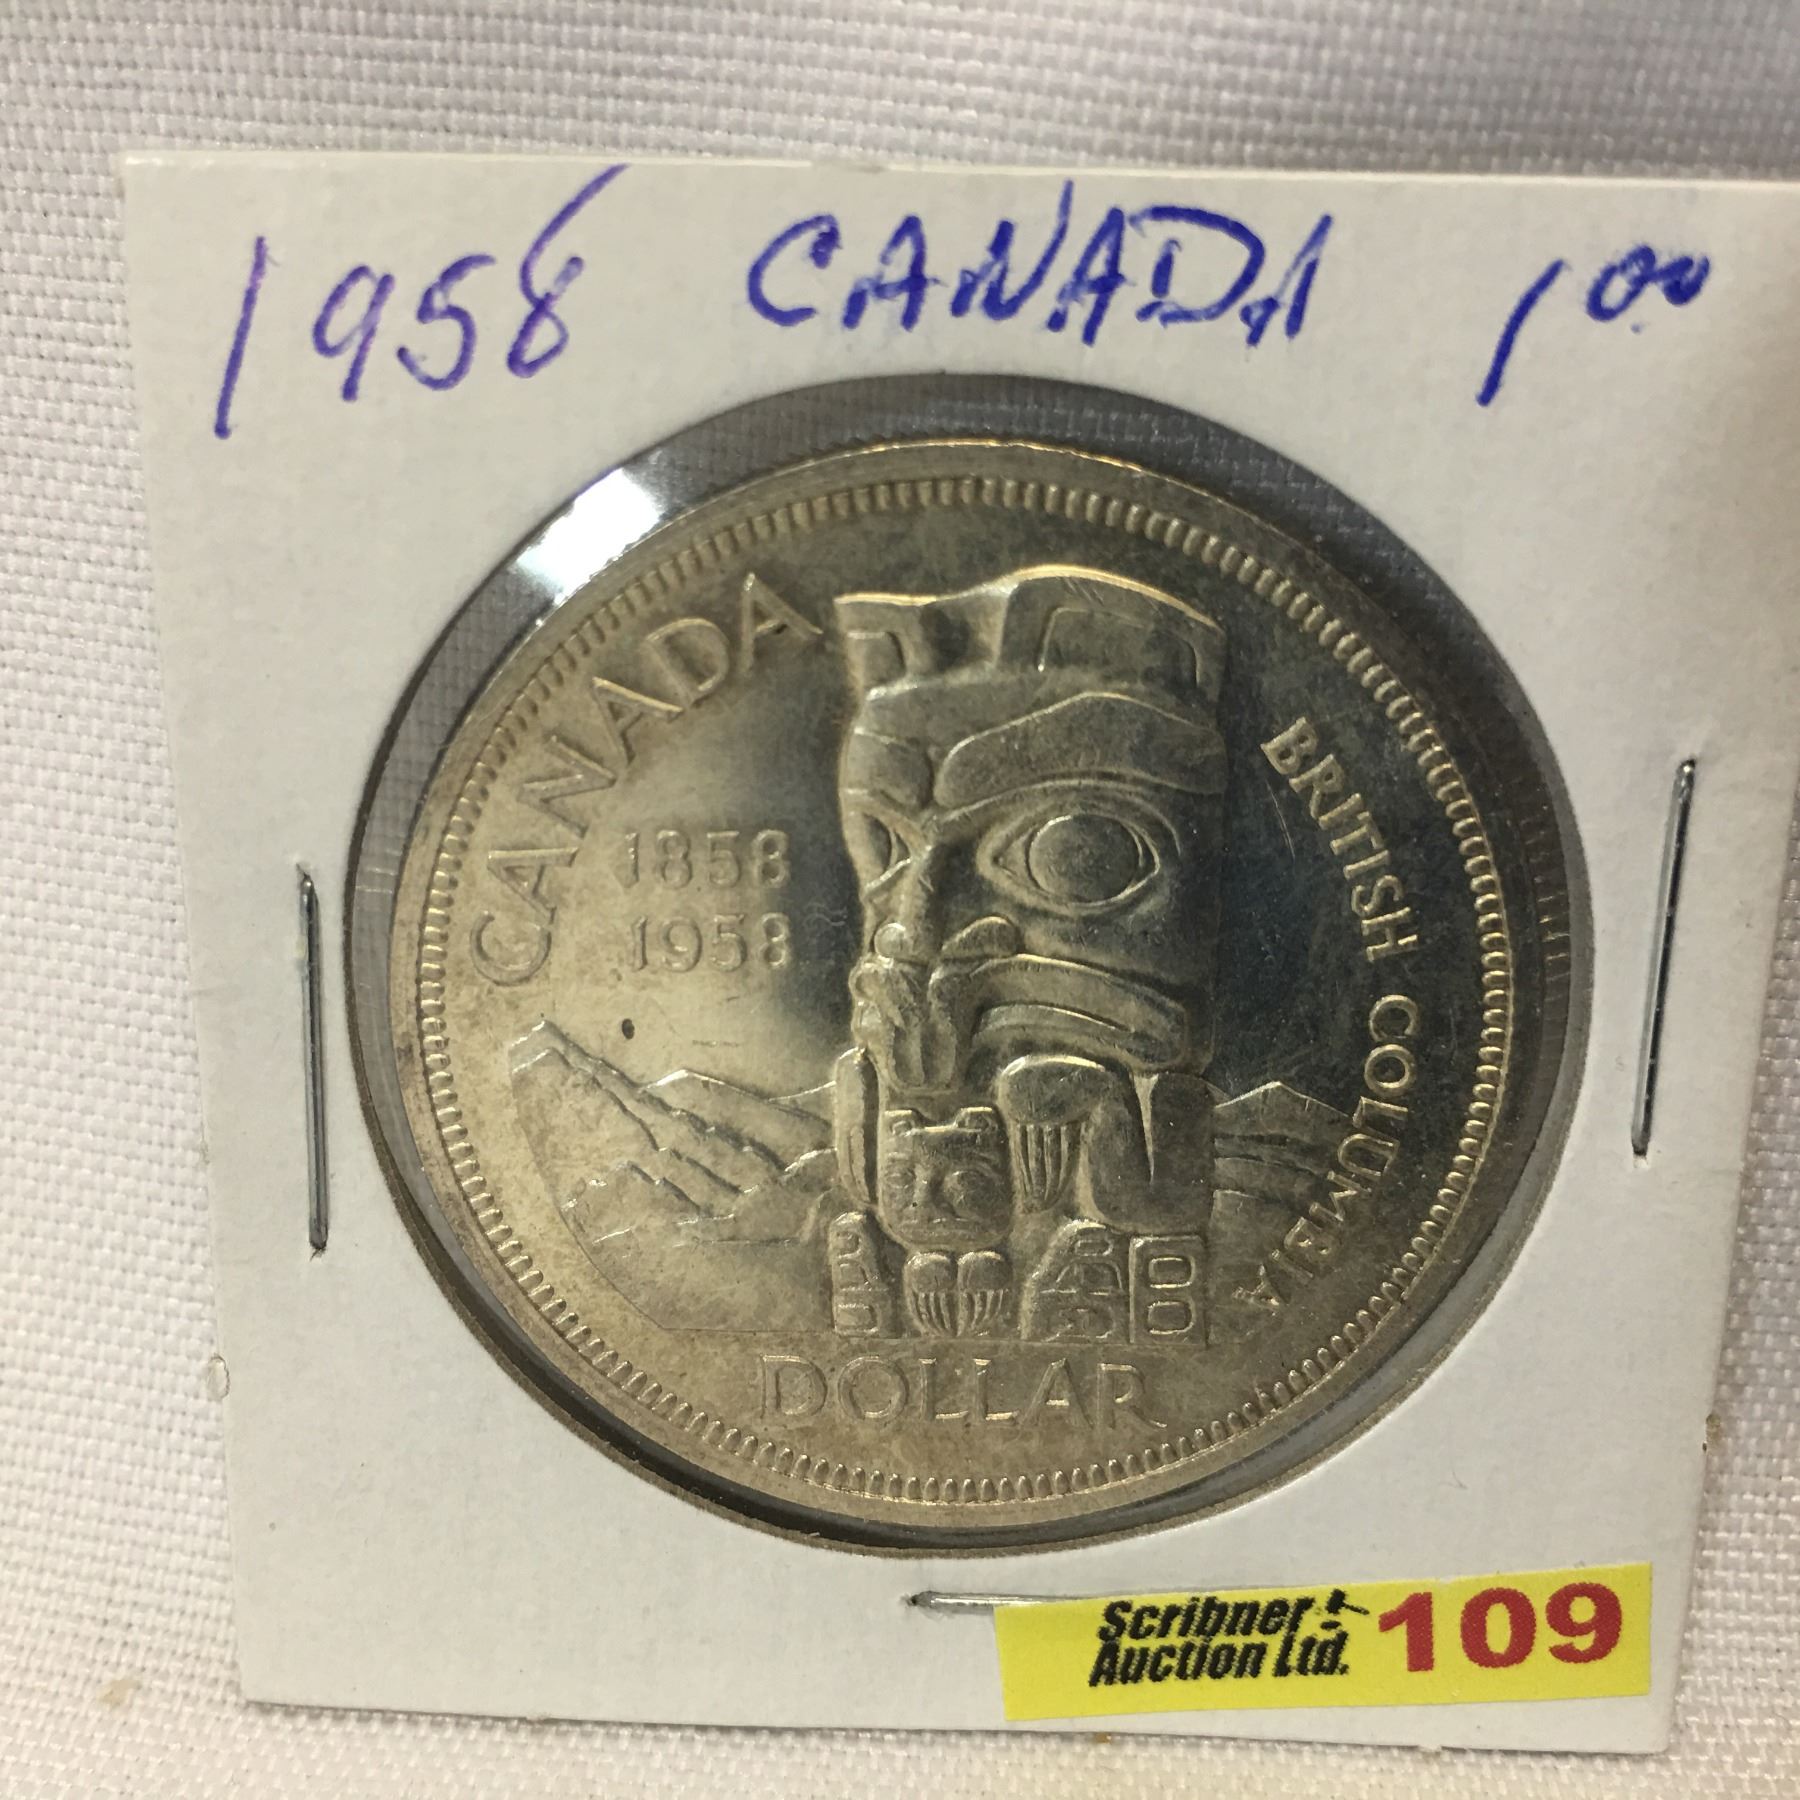 1958 CANADA 1.00
CANADA
1858
1958
BRITISH COLUMBIA
DOLLAR
Scribner
Auction Ltd.
109